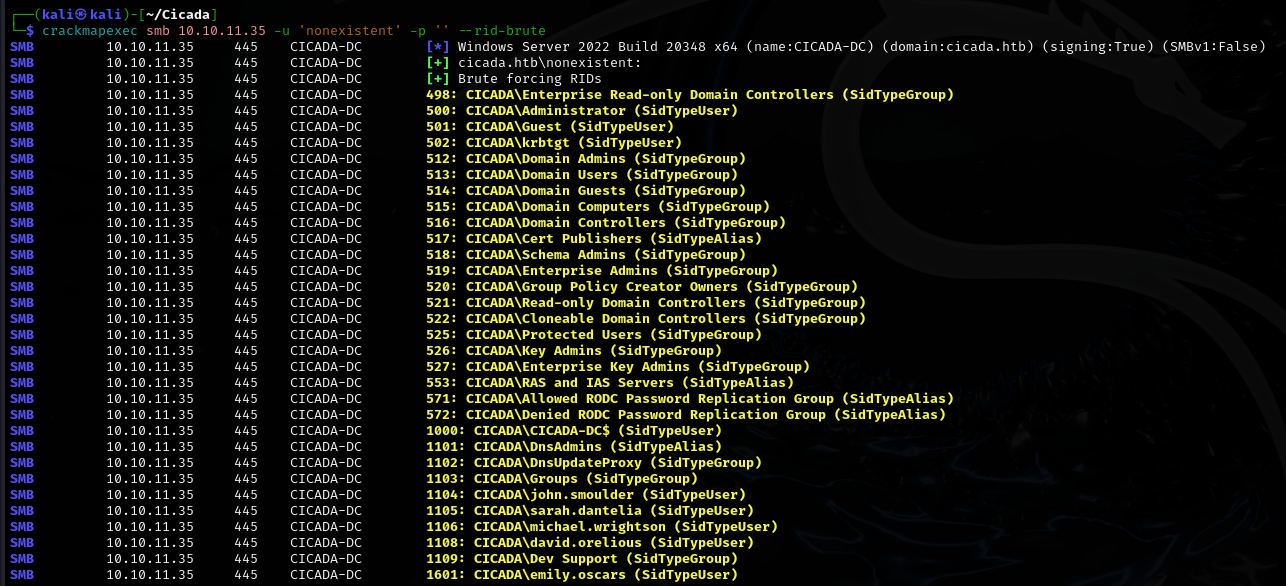 ┌──(kali㉿kali)-[~/Cicada]
└─$ crackmapexec smb 10.10.11.35 -u 'nonexistent' -p '' --rid-brute
SMB 10.10.11.35 445 CICADA-DC [*] Windows Server 2022 Build 20348 x64 (name:CICADA-DC) (domain:cicada.htb) (signing:True) (SMBv1:False)
SMB 10.10.11.35 445 CICADA-DC [+] cicada.htb\nonexistent:
SMB 10.10.11.35 445 CICADA-DC [+] Brute forcing RIDs
SMB 10.10.11.35 445 CICADA-DC 498: CICADA\Enterprise Read-only Domain Controllers (SidTypeGroup)
SMB 10.10.11.35 445 CICADA-DC 500: CICADA\Administrator (SidTypeUser)
SMB 10.10.11.35 445 CICADA-DC 501: CICADA\Guest (SidTypeUser)
SMB 10.10.11.35 445 CICADA-DC 502: CICADA\krbtgt (SidTypeUser)
SMB 10.10.11.35 445 CICADA-DC 512: CICADA\Domain Admins (SidTypeGroup)
SMB 10.10.11.35 445 CICADA-DC 513: CICADA\Domain Users (SidTypeGroup)
SMB 10.10.11.35 445 CICADA-DC 514: CICADA\Domain Guests (SidTypeGroup)
SMB 10.10.11.35 445 CICADA-DC 515: CICADA\Domain Computers (SidTypeGroup)
SMB 10.10.11.35 445 CICADA-DC 516: CICADA\Domain Controllers (SidTypeGroup)
SMB 10.10.11.35 445 CICADA-DC 517: CICADA\Cert Publishers (SidTypeAlias)
SMB 10.10.11.35 445 CICADA-DC 518: CICADA\Schema Admins (SidTypeGroup)
SMB 10.10.11.35 445 CICADA-DC 519: CICADA\Enterprise Admins (SidTypeGroup)
SMB 10.10.11.35 445 CICADA-DC 520: CICADA\Group Policy Creator Owners (SidTypeGroup)
SMB 10.10.11.35 445 CICADA-DC 521: CICADA\Read-only Domain Controllers (SidTypeGroup)
SMB 10.10.11.35 445 CICADA-DC 522: CICADA\Cloneable Domain Controllers (SidTypeGroup)
SMB 10.10.11.35 445 CICADA-DC 525: CICADA\Protected Users (SidTypeGroup)
SMB 10.10.11.35 445 CICADA-DC 526: CICADA\Key Admins (SidTypeGroup)
SMB 10.10.11.35 445 CICADA-DC 527: CICADA\Enterprise Key Admins (SidTypeGroup)
SMB 10.10.11.35 445 CICADA-DC 553: CICADA\RAS and IAS Servers (SidTypeAlias)
SMB 10.10.11.35 445 CICADA-DC 571: CICADA\Allowed RODC Password Replication Group (SidTypeAlias)
SMB 10.10.11.35 445 CICADA-DC 572: CICADA\Denied RODC Password Replication Group (SidTypeAlias)
SMB 10.10.11.35 445 CICADA-DC 1000: CICADA\CICADA-DC$ (SidTypeUser)
SMB 10.10.11.35 445 CICADA-DC 1101: CICADA\DnsAdmins (SidTypeAlias)
SMB 10.10.11.35 445 CICADA-DC 1102: CICADA\DnsUpdateProxy (SidTypeGroup)
SMB 10.10.11.35 445 CICADA-DC 1103: CICADA\Groups (SidTypeGroup)
SMB 10.10.11.35 445 CICADA-DC 1104: CICADA\john.smoulder (SidTypeUser)
SMB 10.10.11.35 445 CICADA-DC 1105: CICADA\sarah.dantelia (SidTypeUser)
SMB 10.10.11.35 445 CICADA-DC 1106: CICADA\michael.wrightson (SidTypeUser)
SMB 10.10.11.35 445 CICADA-DC 1108: CICADA\david.orelious (SidTypeUser)
SMB 10.10.11.35 445 CICADA-DC 1109: CICADA\Dev Support (SidTypeGroup)
SMB 10.10.11.35 445 CICADA-DC 1601: CICADA\emily.oscars (SidTypeUser)